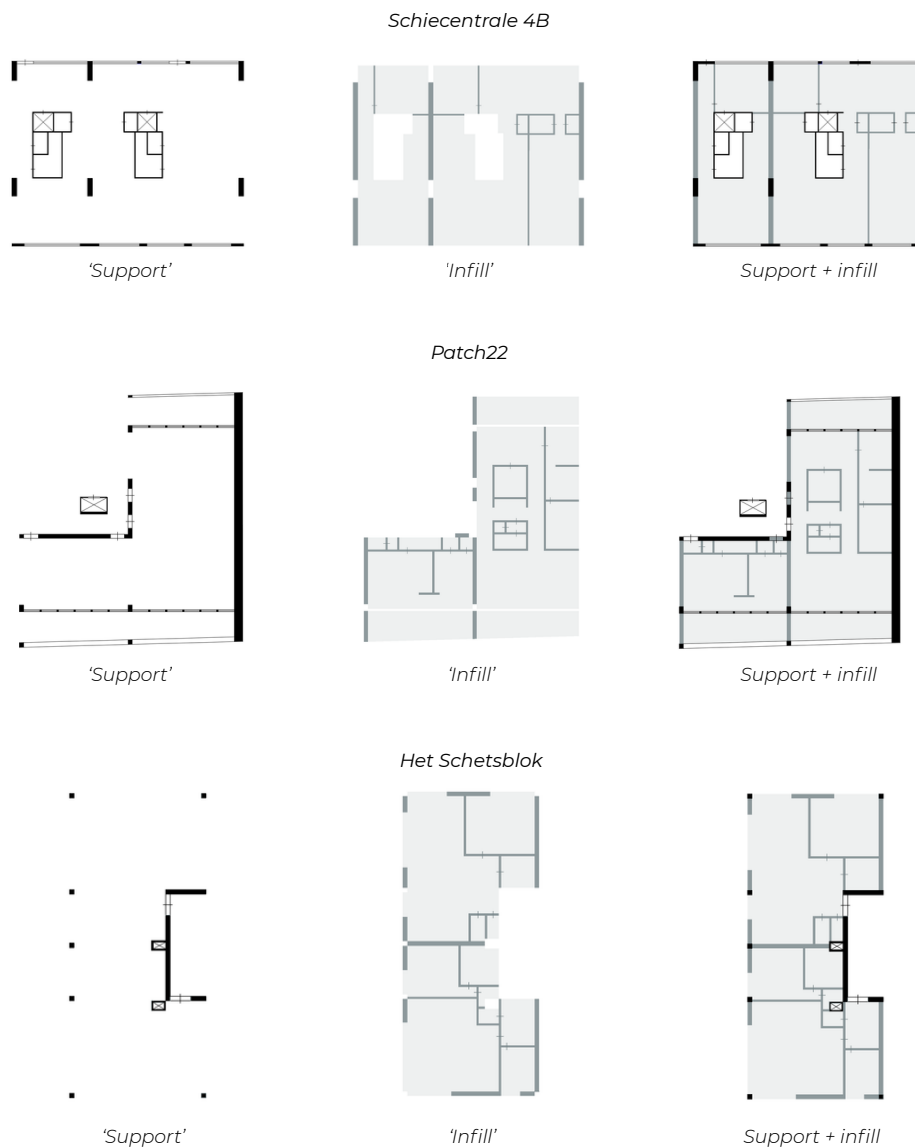 Schiecentrale 4B
‘Support’
‘Infill’
Support + infill
Patch22
‘Support’
‘Infill’
Support + infill
Het Schetsblok
‘Support’
‘Infill’
Support + infill